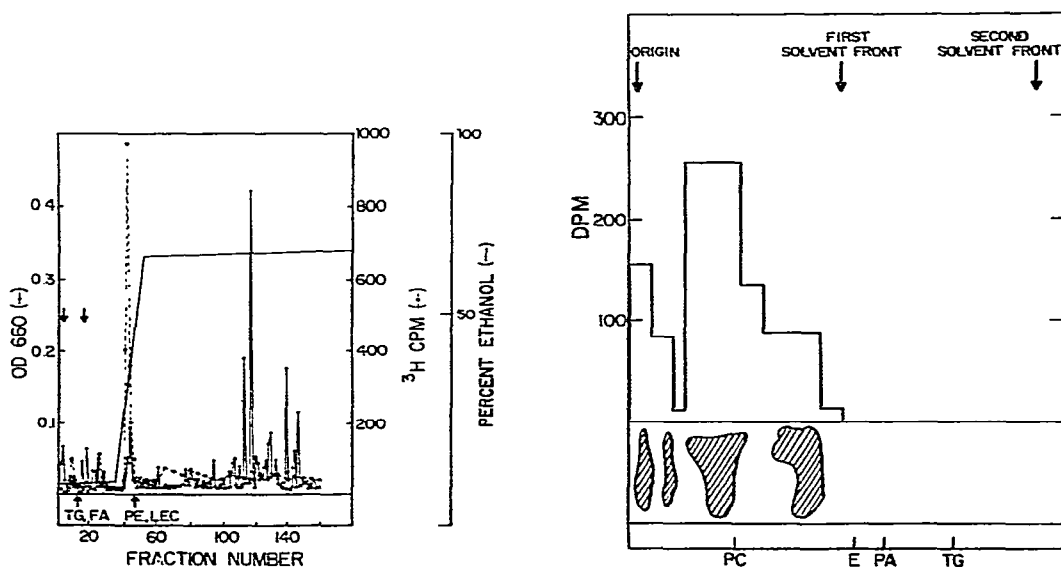 1000
100
0 4
800
0.3
600
50
0.2
400
0.1
200
OD 660 (—)
³H CPM (••)
PERCENT ETHANOL (—)
TG, FA
PE, LEC
20
40
60
100
140
FRACTION NUMBER
ORIGIN
FIRST
SOLVENT FRONT
SECOND
SOLVENT FRONT
300
200
100
DPM
PC
E
PA
TG